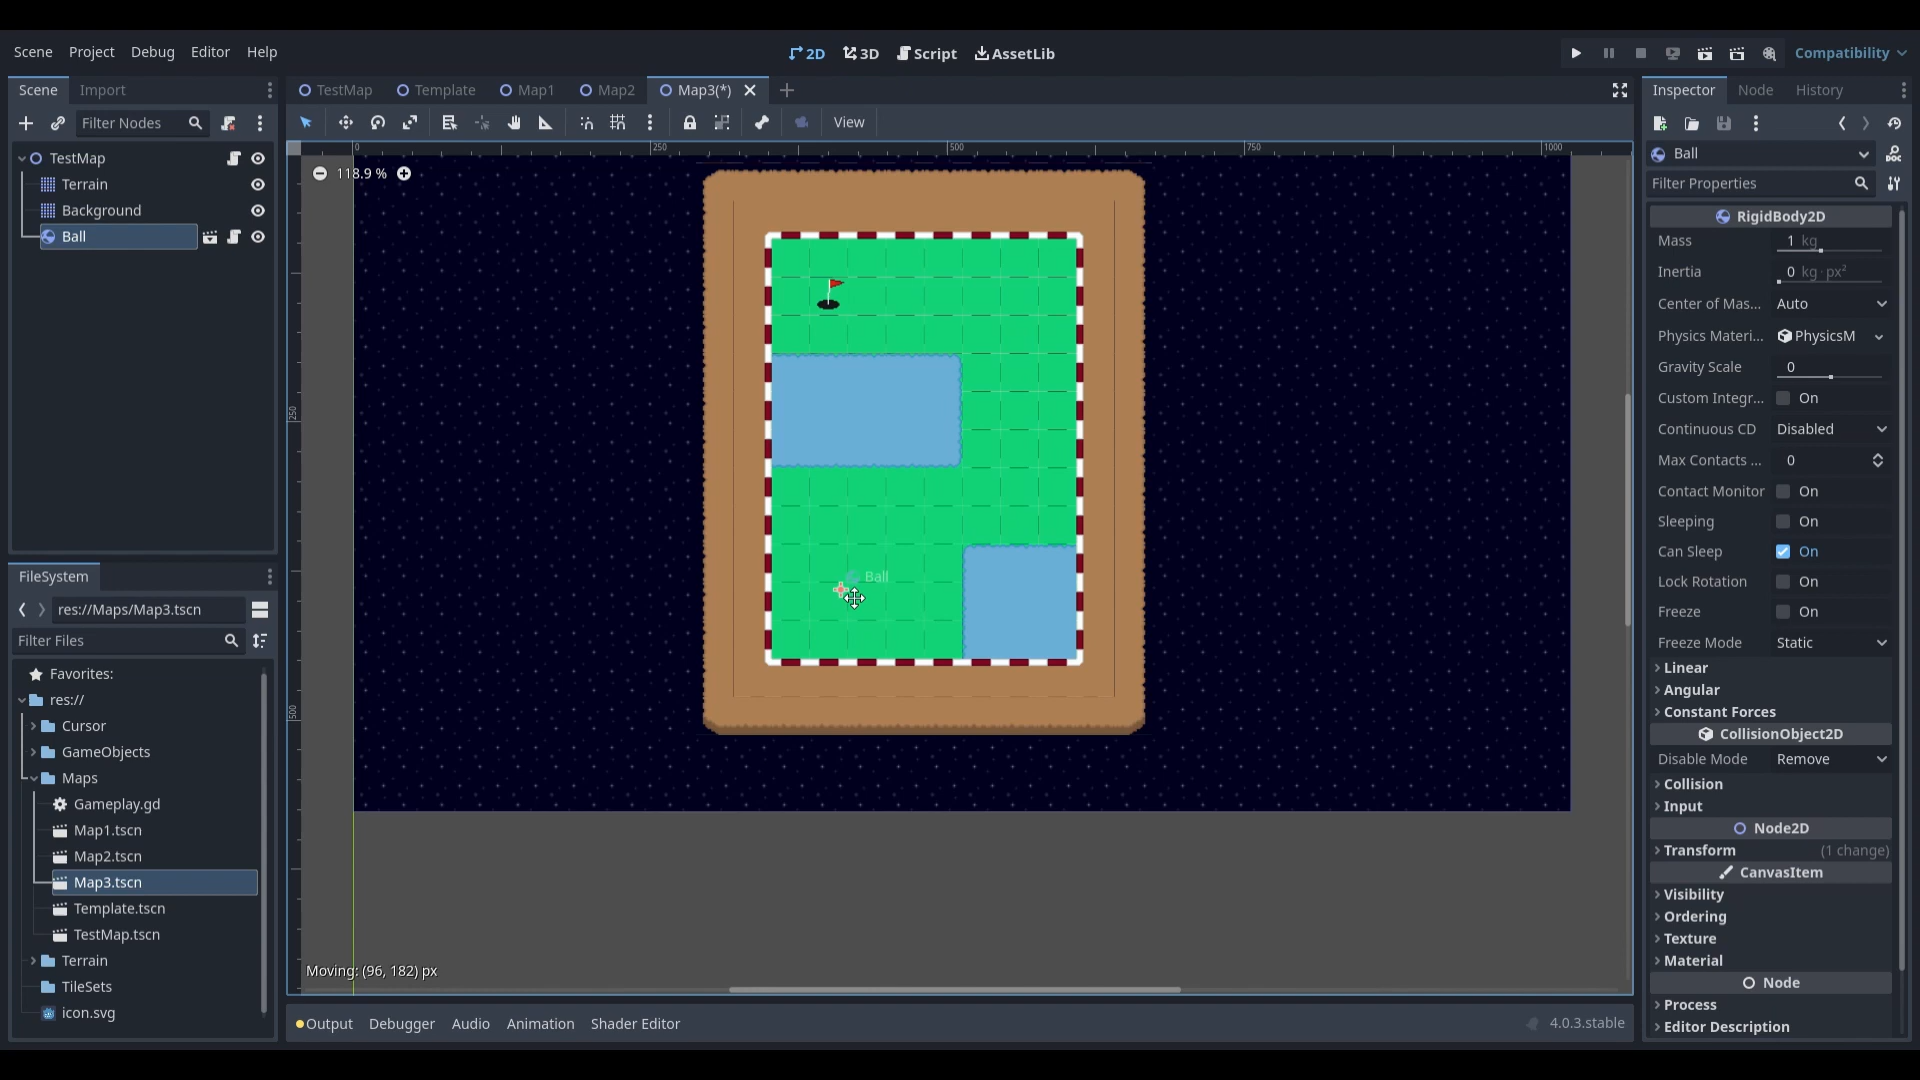 Scene Project Debug Editor Help
2D 3D Script AssetLib
Compatibility
Scene Import
TestMap Template Map1 Map2 Map3(*)
Inspector Node History
Filter Nodes
View
TestMap
Terrain
Background
Ball
0 250 500 750 1000
118.9 %
250
500
Ball
Moving: (96, 182) px
FileSystem
res://Maps/Map3.tscn
Filter Files
Favorites:
res://
Cursor
GameObjects
Maps
Gameplay.gd
Map1.tscn
Map2.tscn
Map3.tscn
Template.tscn
TestMap.tscn
Terrain
TileSets
icon.svg
Output Debugger Audio Animation Shader Editor
4.0.3.stable
Ball
Filter Properties
RigidBody2D
Mass 1 kg
Inertia 0 kg·px²
Center of Mas... Auto
Physics Materi... PhysicsM
Gravity Scale 0
Custom Integr... On
Continuous CD Disabled
Max Contacts ... 0
Contact Monitor On
Sleeping On
Can Sleep On
Lock Rotation On
Freeze On
Freeze Mode Static
Linear
Angular
Constant Forces
CollisionObject2D
Disable Mode Remove
Collision
Input
Node2D
Transform (1 change)
CanvasItem
Visibility
Ordering
Texture
Material
Node
Process
Editor Description